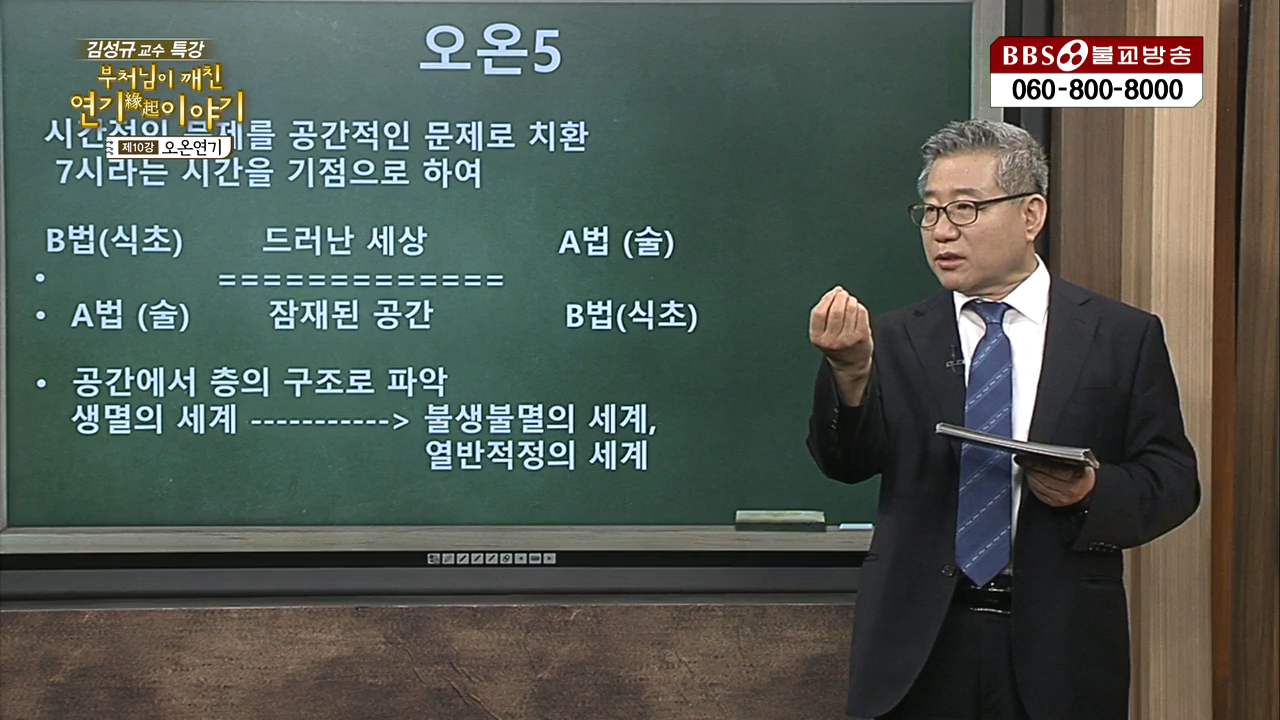 오온5
김성규 교수 특강
부처님이 깨친
연기緣起이야기
제10강 오온연기
BBS 불교방송
060-800-8000
시간적인 문제를 공간적인 문제로 치환
7시라는 시간을 기점으로 하여
B법(식초) 드러난 세상 A법 (술)
• =============
• A법 (술) 잠재된 공간 B법(식초)
• 공간에서 층의 구조로 파악
생멸의 세계 -----------> 불생불멸의 세계,
열반적정의 세계